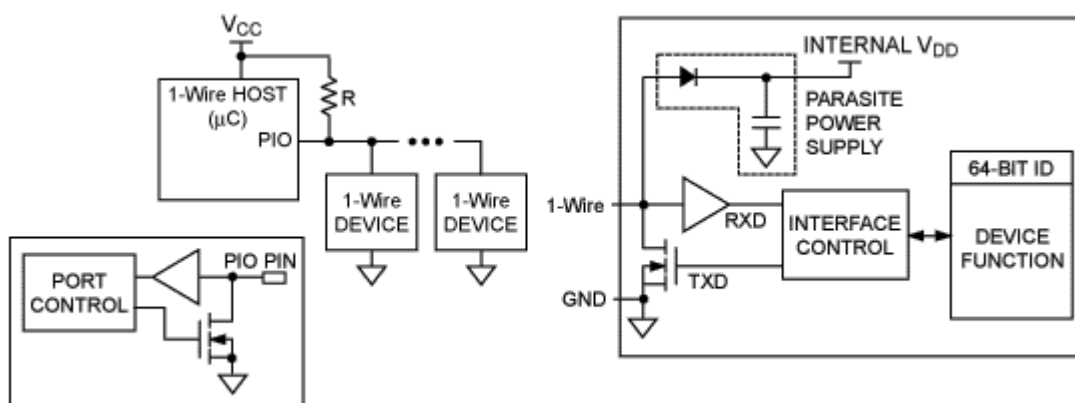 VCC
1-Wire HOST
(μC)
R
PIO
1-Wire
DEVICE
1-Wire
DEVICE
PORT
CONTROL
PIO PIN
INTERNAL VDD
PARASITE
POWER
SUPPLY
64-BIT ID
1-Wire
RXD
INTERFACE
CONTROL
DEVICE
FUNCTION
TXD
GND